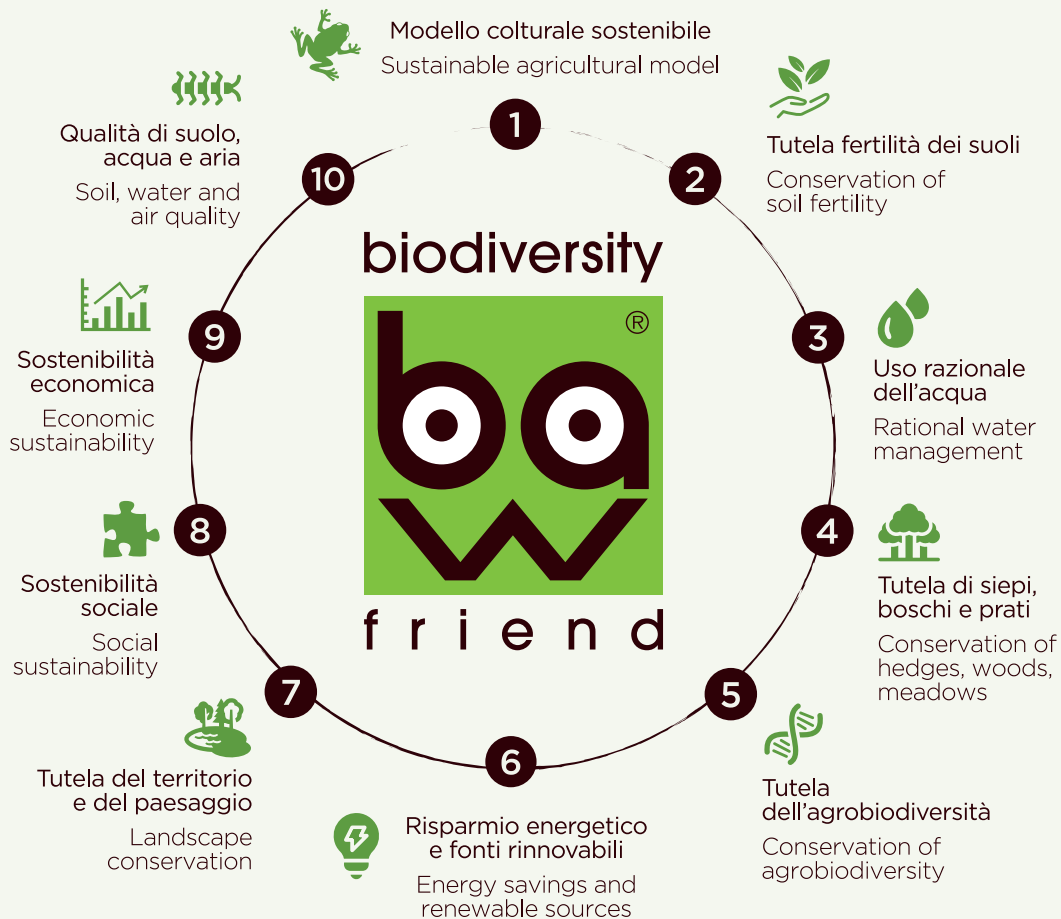 1
Modello colturale sostenibile
Sustainable agricultural model
2
Tutela fertilità dei suoli
Conservation of
soil fertility
3
Uso razionale
dell'acqua
Rational water
management
4
Tutela di siepi,
boschi e prati
Conservation of
hedges, woods,
meadows
5
Tutela
dell'agrobiodiversità
Conservation of
agrobiodiversity
6
Risparmio energetico
e fonti rinnovabili
Energy savings and
renewable sources
7
Tutela del territorio
e del paesaggio
Landscape
conservation
8
Sostenibilità
sociale
Social
sustainability
9
Sostenibilità
economica
Economic
sustainability
10
Qualità di suolo,
acqua e aria
Soil, water and
air quality
biodiversity
®
ba
w
friend